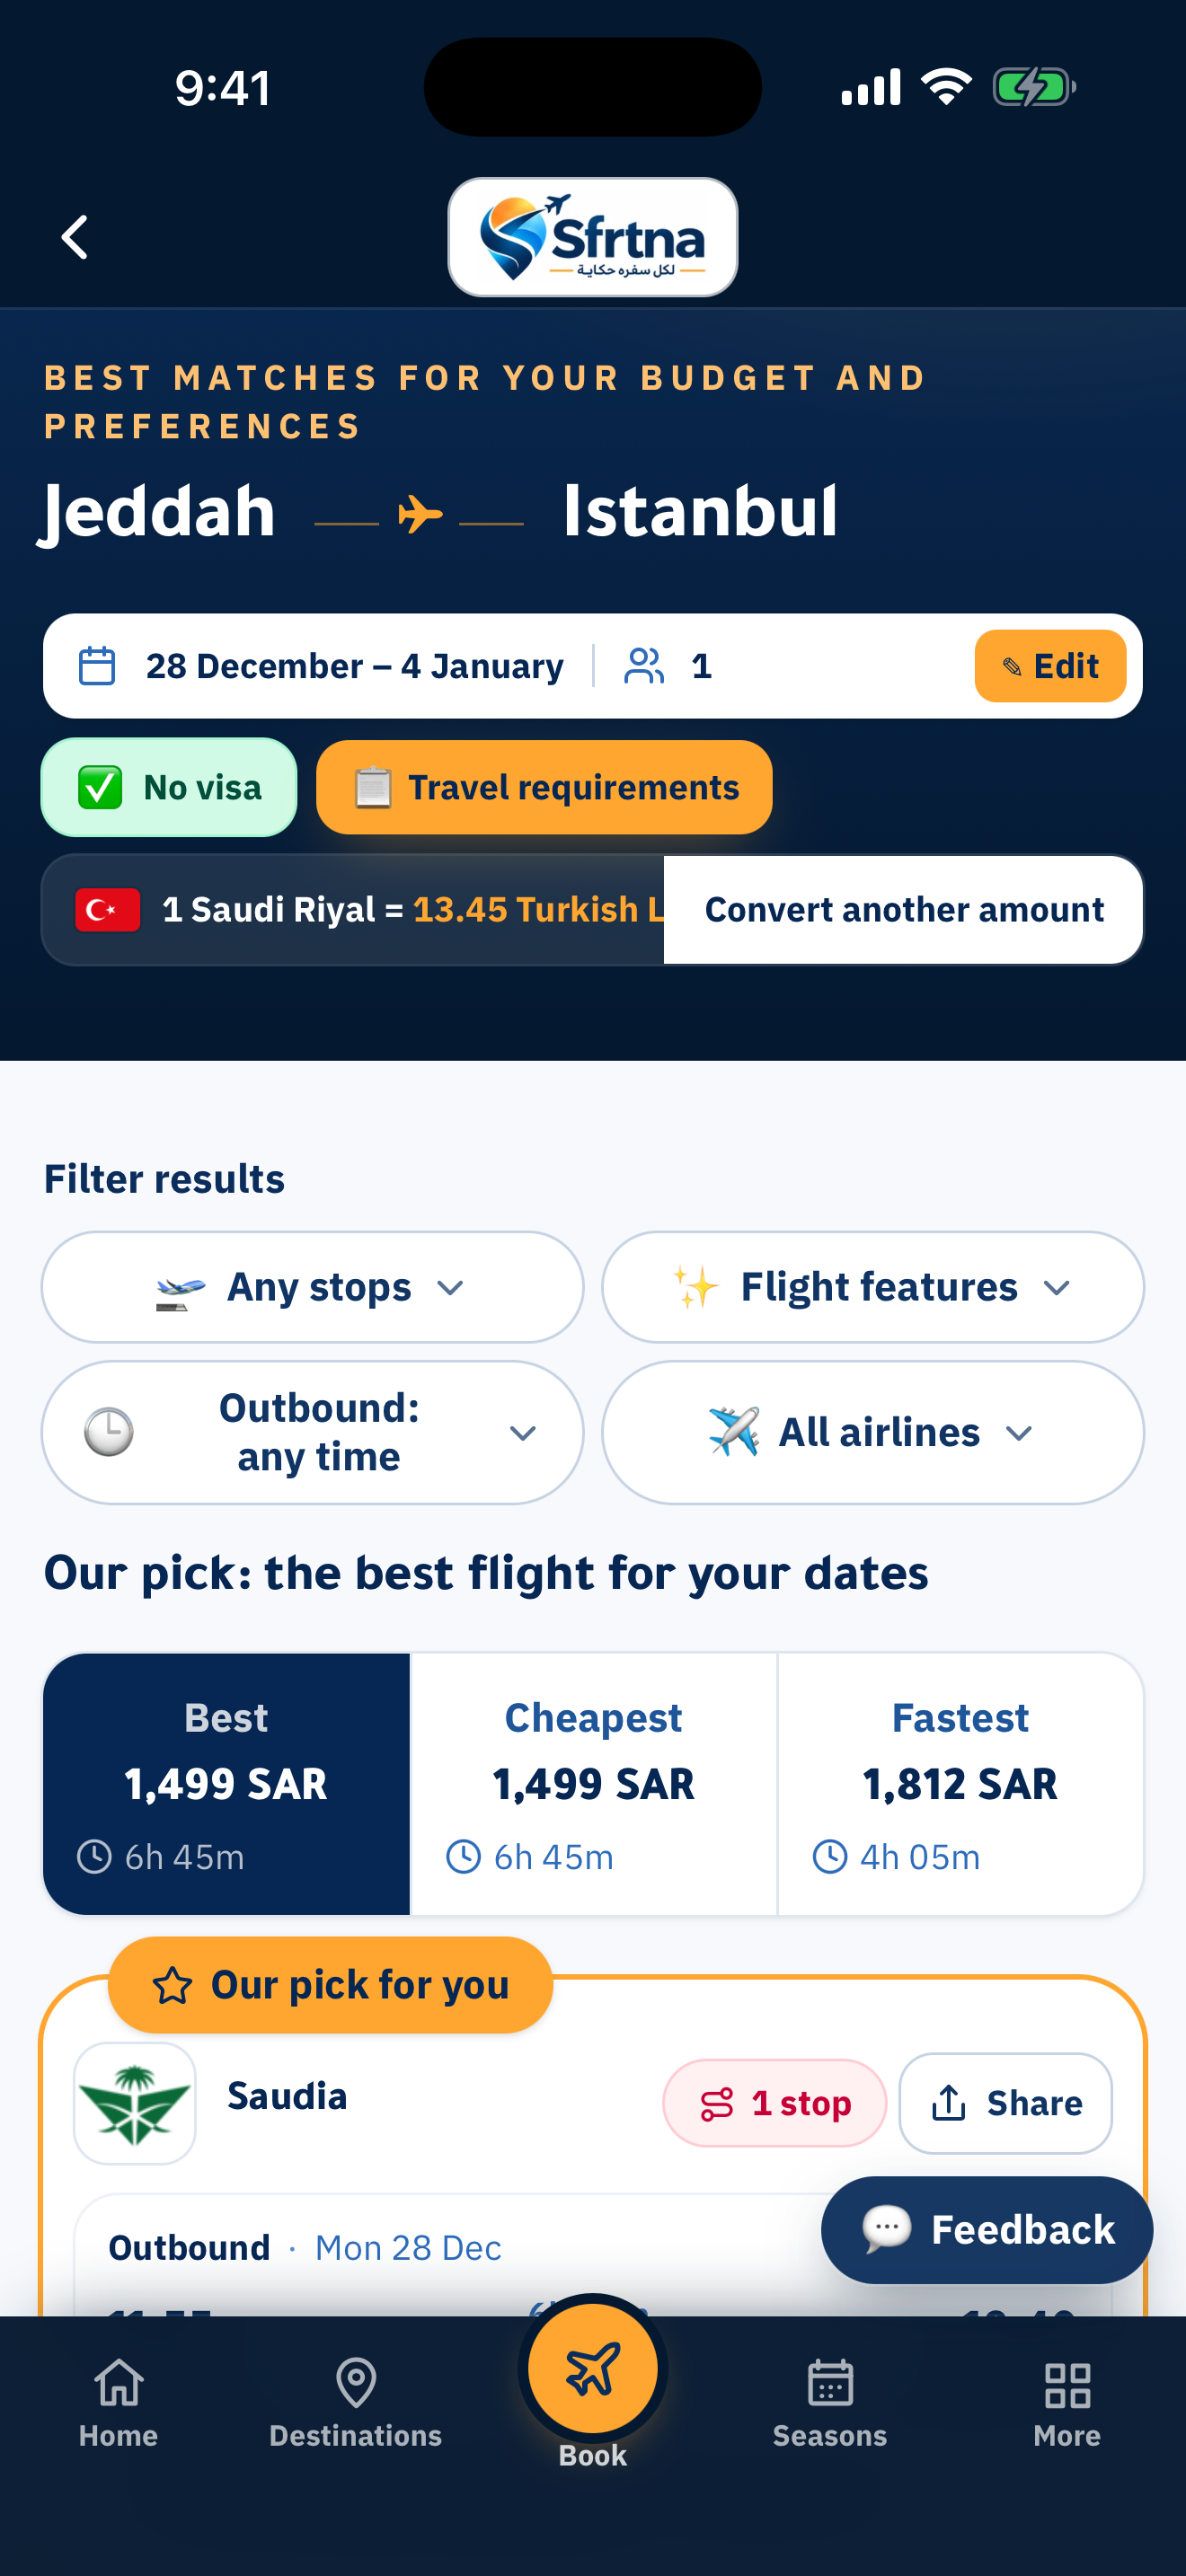 9:41
Sfrtna
لكل سفره حكاية
BEST MATCHES FOR YOUR BUDGET AND
PREFERENCES
Jeddah Istanbul
28 December – 4 January 1 Edit
No visa Travel requirements
1 Saudi Riyal = 13.45 Turkish L Convert another amount
Filter results
Any stops Flight features
Outbound:
any time
All airlines
Our pick: the best flight for your dates
Best Cheapest Fastest
1,499 SAR 1,499 SAR 1,812 SAR
6h 45m 6h 45m 4h 05m
Our pick for you
Saudia 1 stop Share
Outbound · Mon 28 Dec
Feedback
Home Destinations Book Seasons More